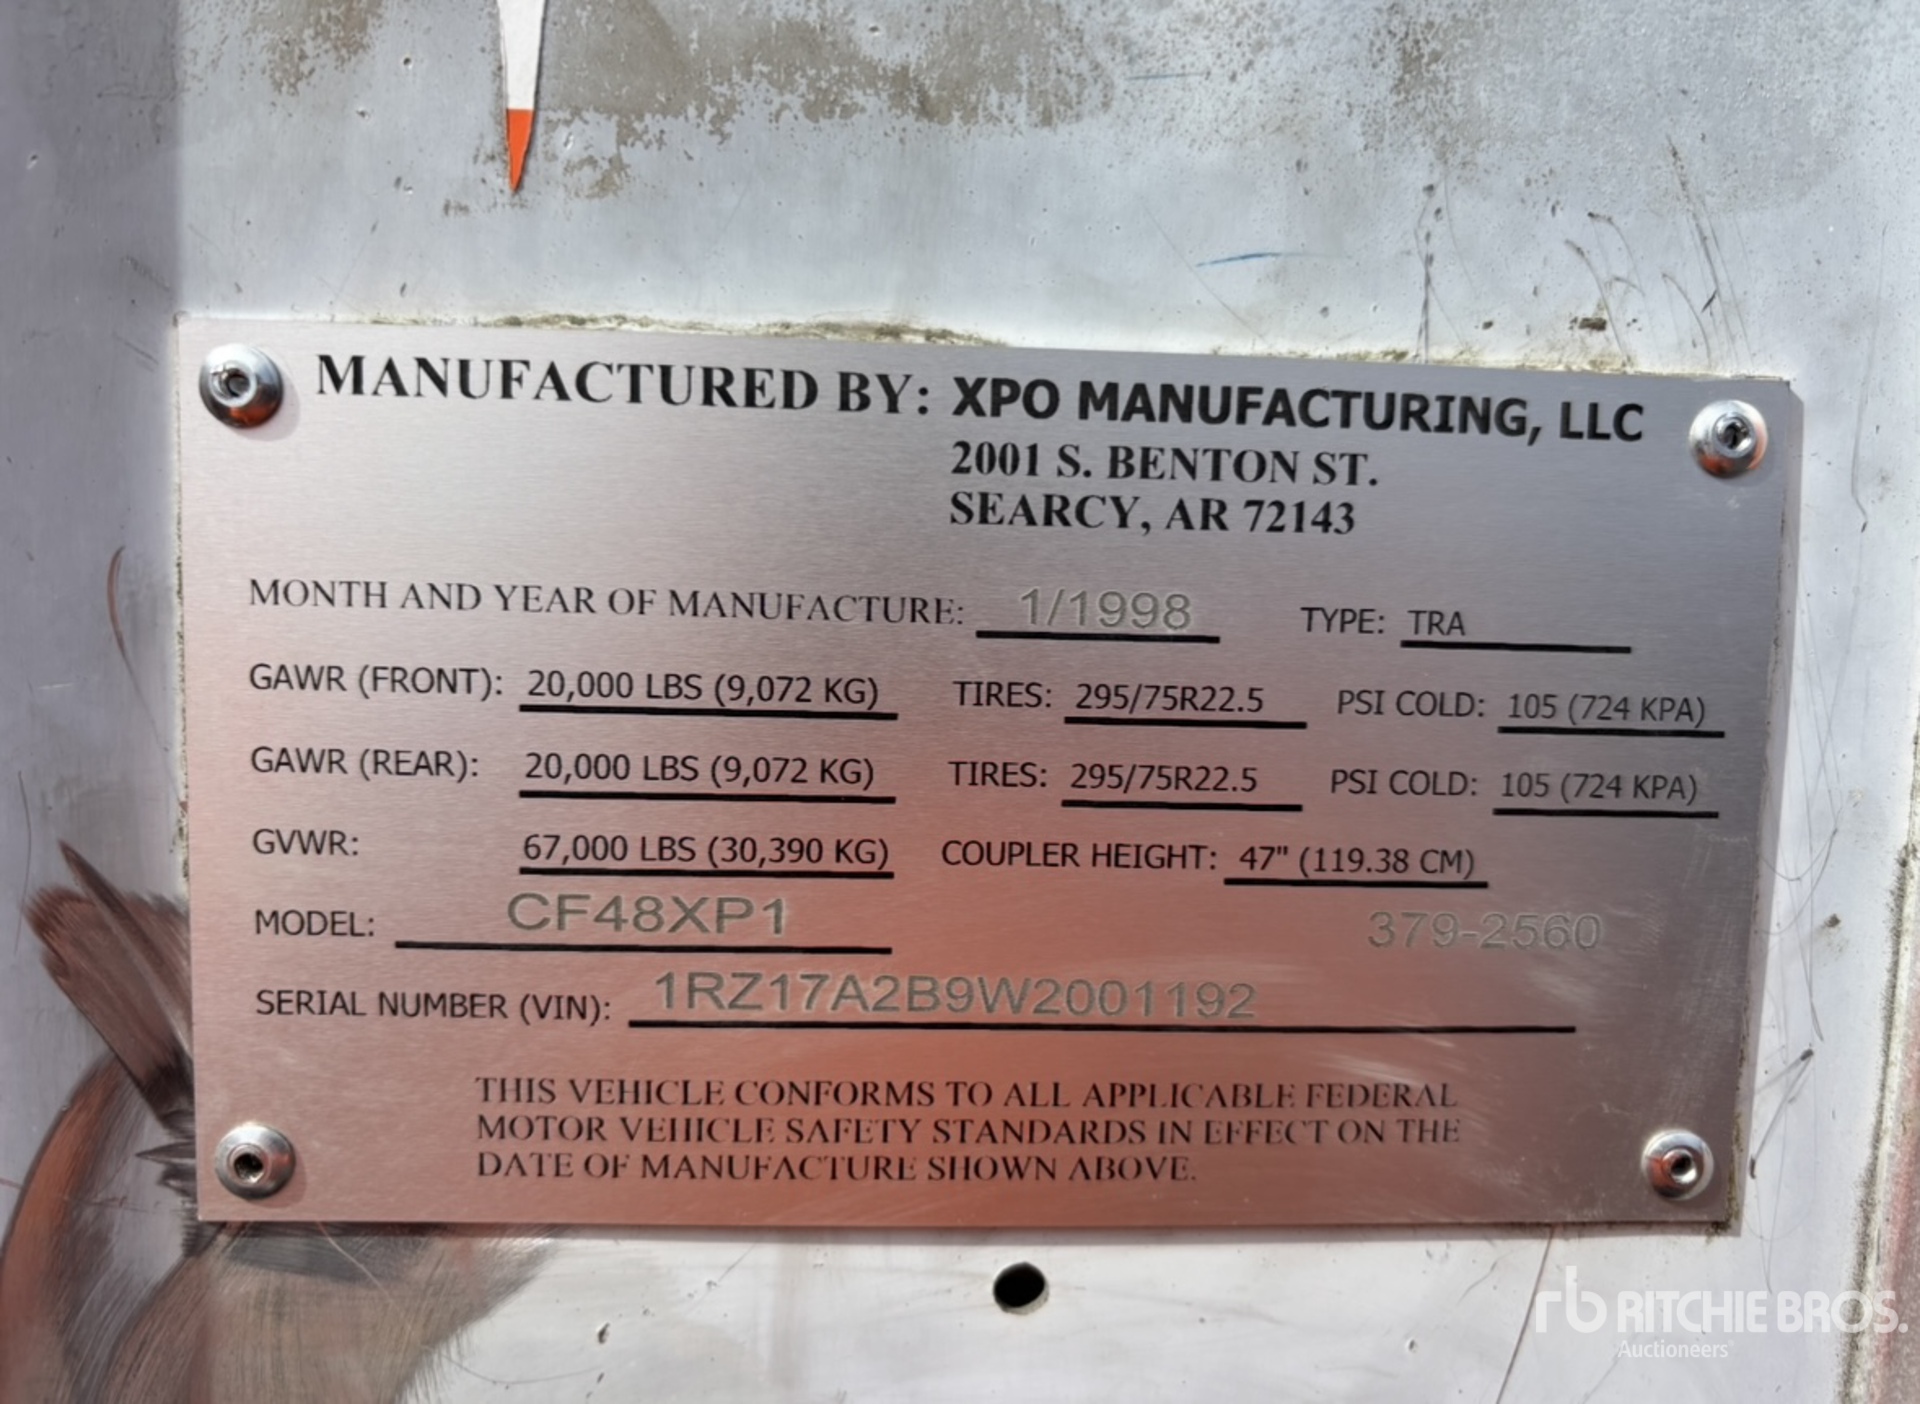 MANUFACTURED BY: XPO MANUFACTURING, LLC
2001 S. BENTON ST.
SEARCY, AR 72143
MONTH AND YEAR OF MANUFACTURE: 1/1998 TYPE: TRA
GAWR (FRONT): 20,000 LBS (9,072 KG) TIRES: 295/75R22.5 PSI COLD: 105 (724 KPA)
GAWR (REAR): 20,000 LBS (9,072 KG) TIRES: 295/75R22.5 PSI COLD: 105 (724 KPA)
GVWR: 67,000 LBS (30,390 KG) COUPLER HEIGHT: 47" (119.38 CM)
MODEL: CF48XP1 379-2560
SERIAL NUMBER (VIN): 1RZ17A2B9W2001192
THIS VEHICLE CONFORMS TO ALL APPLICABLE FEDERAL
MOTOR VEHICLE SAFETY STANDARDS IN EFFECT ON THE
DATE OF MANUFACTURE SHOWN ABOVE.
rb RITCHIE BROS.
Auctioneers